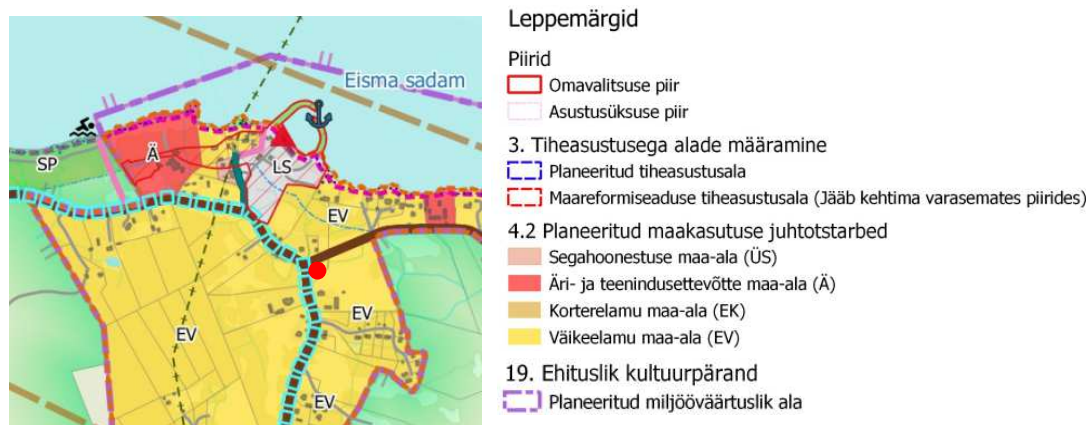 Eisma sadam
SP
Ä
LS
EV
EV
EV
EV
Leppemärgid
Piirid
Omavalitsuse piir
Asustusüksuse piir
3. Tiheasustusega alade määramine
Planeeritud tiheasustusala
Maareformiseaduse tiheasustusala (Jääb kehtima varasemates piirides)
4.2 Planeeritud maakasutuse juhtotstarbed
Segahoonestuse maa-ala (ÜS)
Äri- ja teenindusettevõtte maa-ala (Ä)
Korterelamu maa-ala (EK)
Väikeelamu maa-ala (EV)
19. Ehituslik kultuurpärand
Planeeritud miljööväärtuslik ala